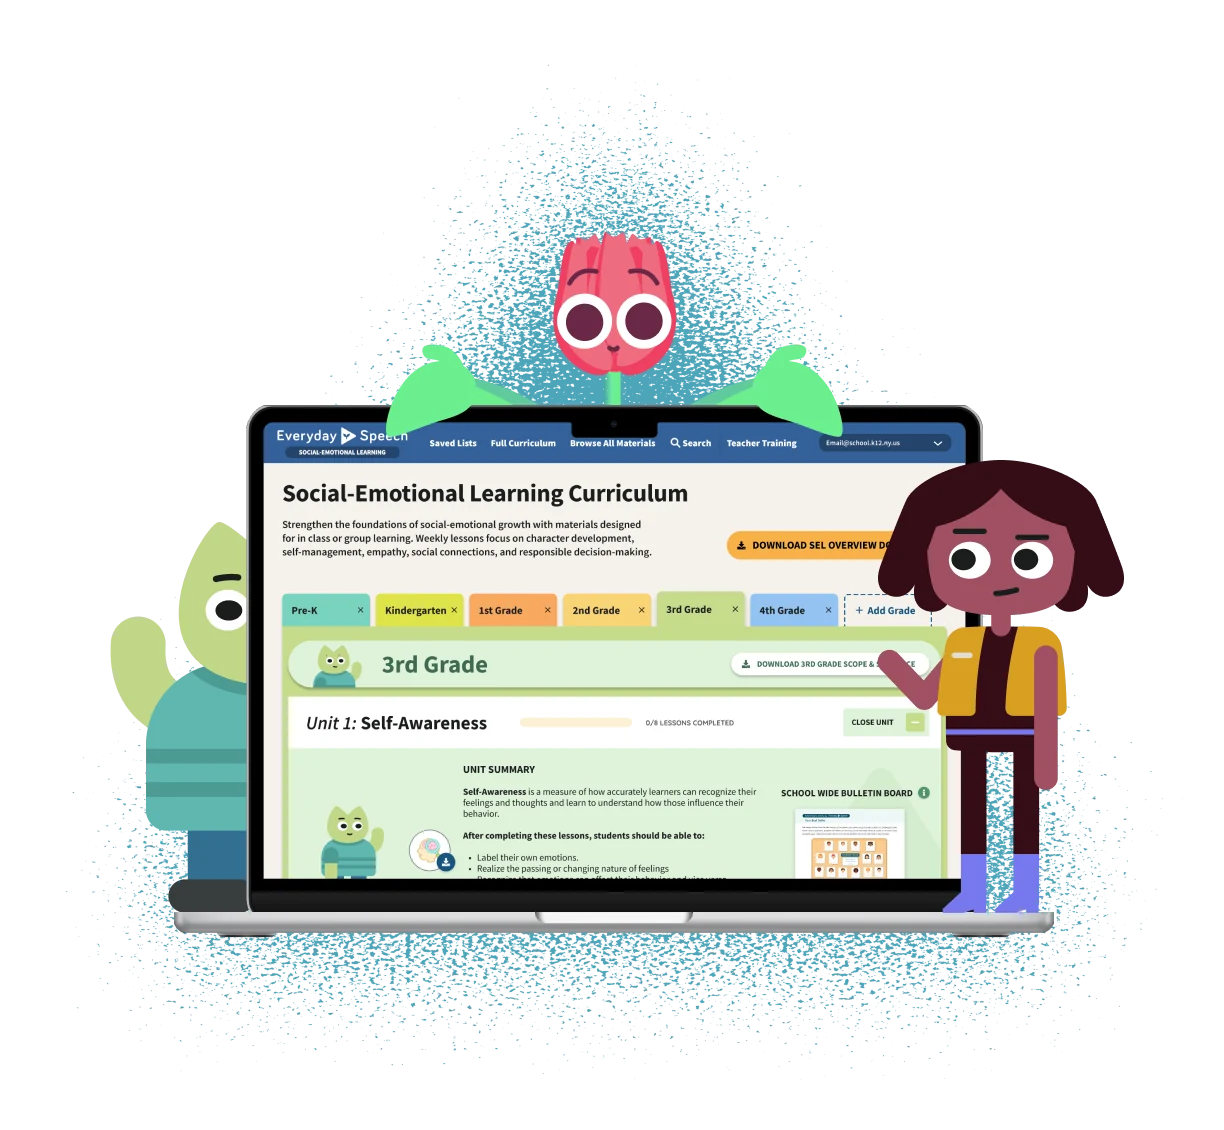 Everyday Speech
SOCIAL-EMOTIONAL LEARNING
Saved Lists
Full Curriculum
Browse All Materials
Search
Teacher Training
Email@school.k12.ny.us
Social-Emotional Learning Curriculum
Strengthen the foundations of social-emotional growth with materials designed
for in class or group learning. Weekly lessons focus on character development,
self-management, empathy, social connections, and responsible decision-making.
DOWNLOAD SEL OVERVIEW
Pre-K ×
Kindergarten ×
1st Grade ×
2nd Grade ×
3rd Grade ×
4th Grade ×
+ Add Grade
3rd Grade
DOWNLOAD 3RD GRADE SCOPE &
Unit 1: Self-Awareness
0/8 LESSONS COMPLETED
CLOSE UNIT
UNIT SUMMARY
Self-Awareness is a measure of how accurately learners can recognize their
feelings and thoughts and learn to understand how those influence their
behavior.
After completing these lessons, students should be able to:
• Label their own emotions.
• Realize the passing or changing nature of feelings
SCHOOL WIDE BULLETIN BOARD i